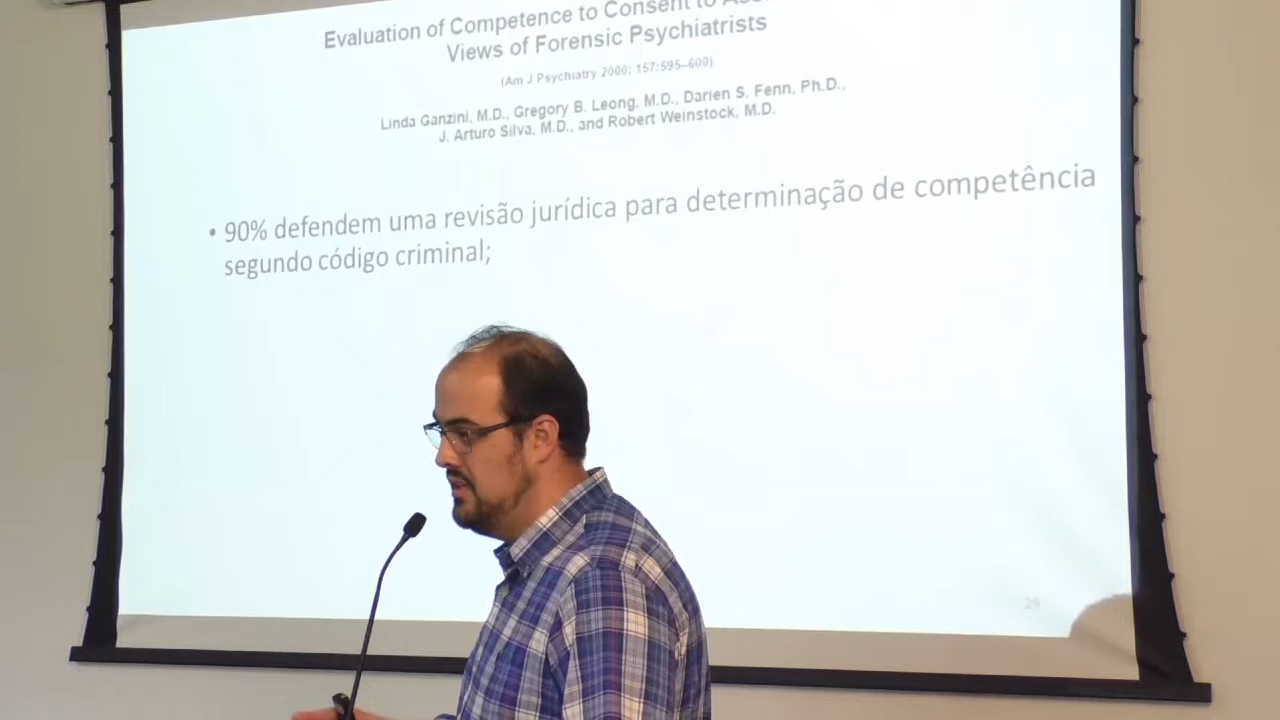 Evaluation of Competence to Consent to
Views of Forensic Psychiatrists
(Am J Psychiatry 2000; 157:595–600)
Linda Ganzini, M.D., Gregory B. Leong, M.D., Darien S. Fenn, Ph.D.,
J. Arturo Silva, M.D., and Robert Weinstock, M.D.
• 90% defendem uma revisão jurídica para determinação de competência
segundo código criminal;
29